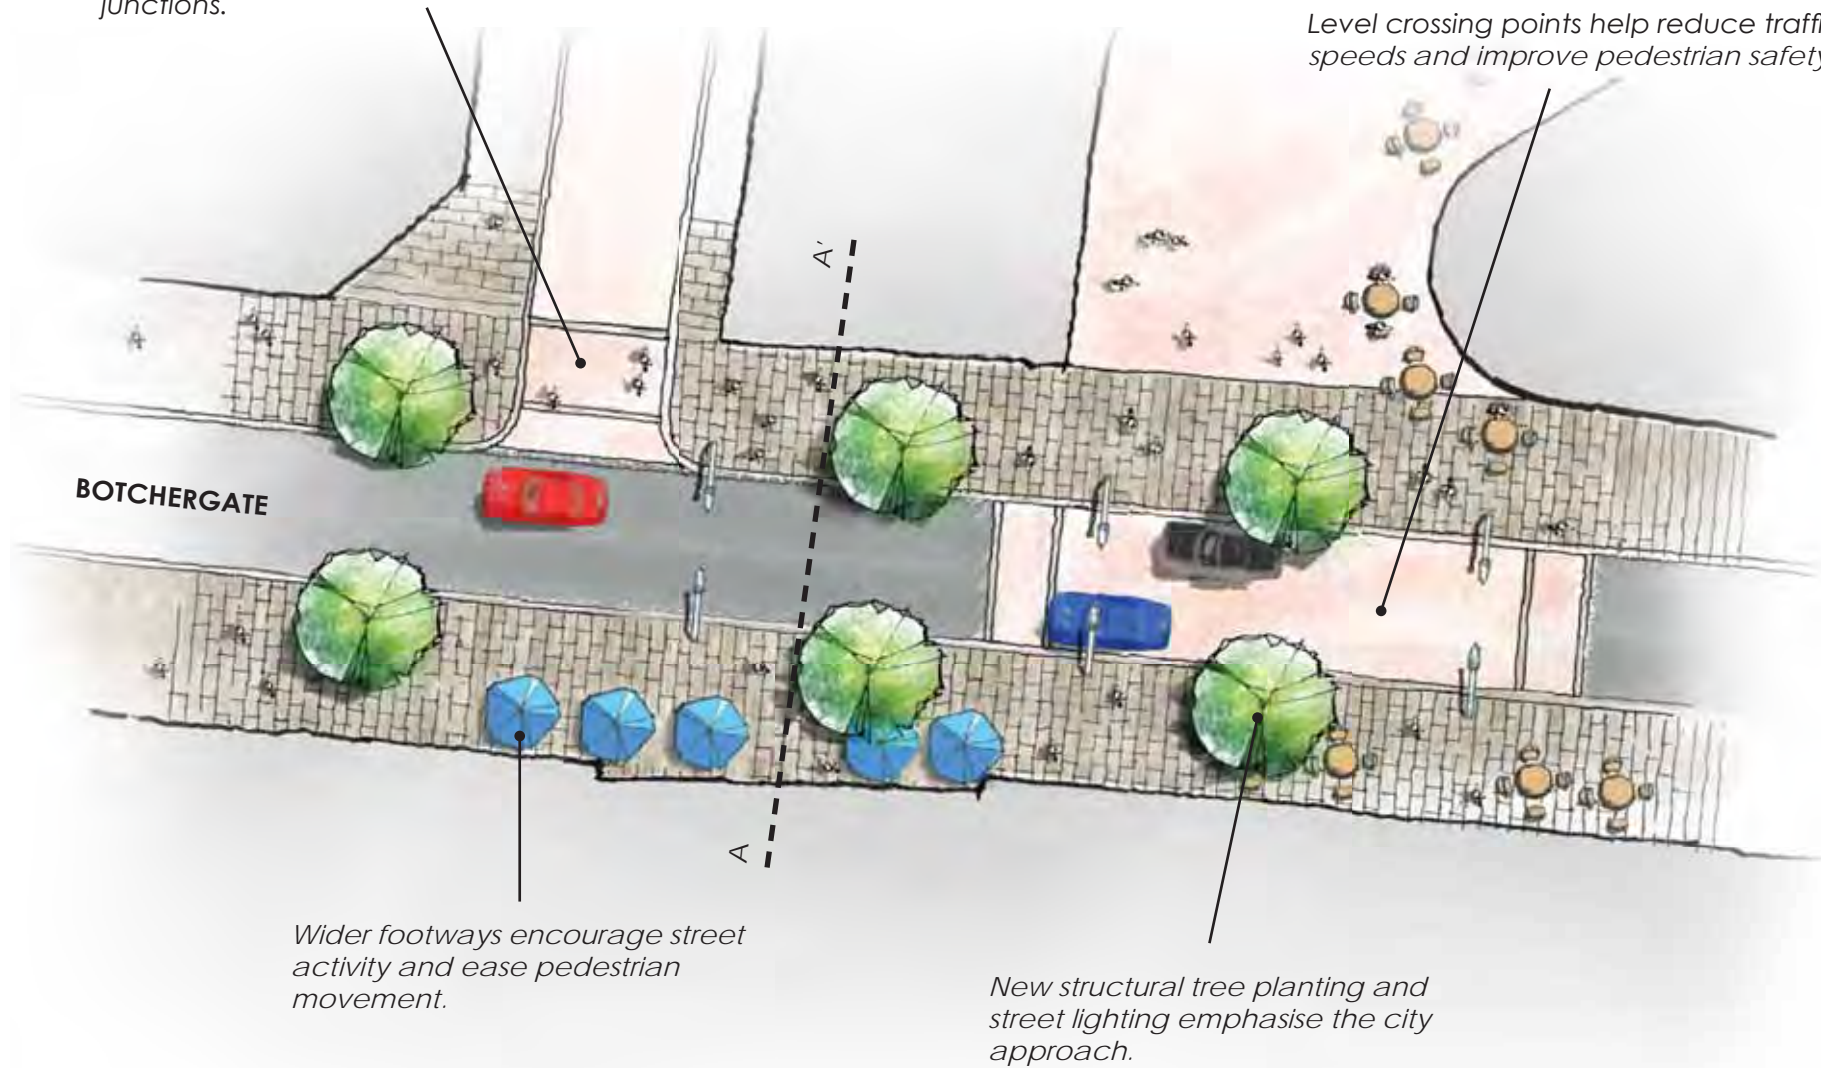 junctions.
Level crossing points help reduce traffi
speeds and improve pedestrian safety
A'
BOTCHERGATE
A
Wider footways encourage street
activity and ease pedestrian
movement.
New structural tree planting and
street lighting emphasise the city
approach.